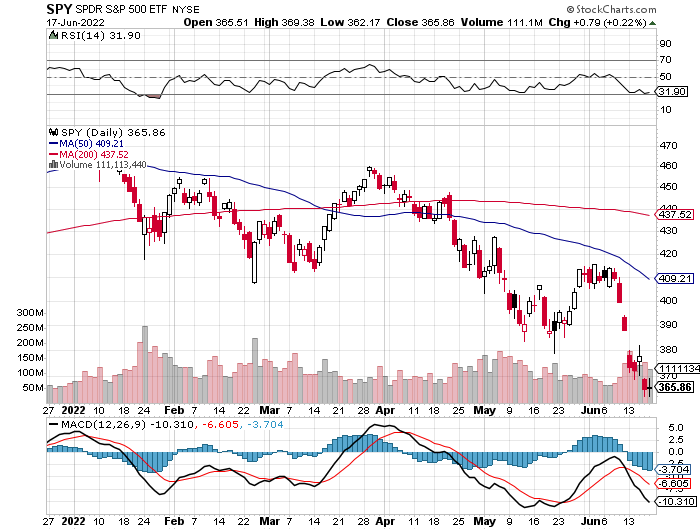 SPY SPDR S&P 500 ETF NYSE © StockCharts.com
17-Jun-2022 Open 365.51 High 369.38 Low 362.17 Close 365.86 Volume 111.1M Chg +0.79 (+0.22%)
RSI(14) 31.90
90
70
50
31.90
10
SPY (Daily) 365.86
MA(50) 409.21
MA(200) 437.52
Volume 111,113,440
470
460
450
440
437.52
430
420
409.21
400
390
380
370
1111134
365.86
300M
250M
200M
150M
100M
50M
27 2022 10 18 24 Feb 7 14 22 Mar 7 14 21 Apr 11 18 25 May 9 16 23 Jun 6 13
MACD(12,26,9) -10.310, -6.605, -3.704
5.0
2.5
0.0
-3.704
-6.605
-10.310
27 2022 10 18 24 Feb 7 14 22 Mar 7 14 21 Apr 11 18 25 May 9 16 23 Jun 6 13